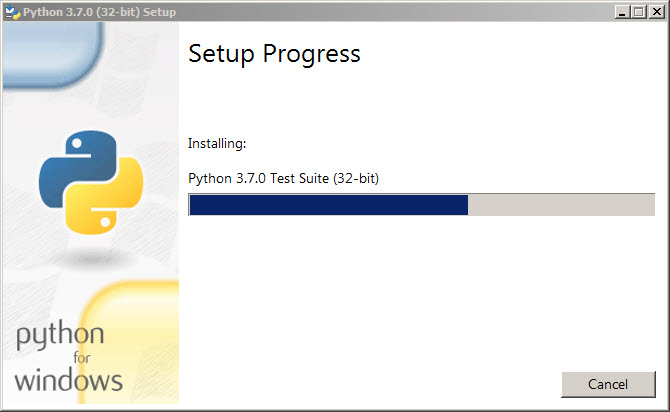 Python 3.7.0 (32-bit) Setup
Setup Progress
Installing:
Python 3.7.0 Test Suite (32-bit)
python
for
windows
Cancel